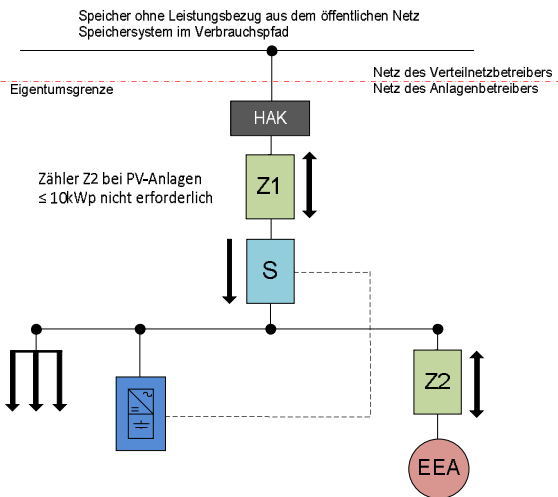 Speicher ohne Leistungsbezug aus dem öffentlichen Netz
Speichersystem im Verbrauchspfad
Netz des Verteilnetzbetreibers
Eigentumsgrenze
Netz des Anlagenbetreibers
HAK
Zähler Z2 bei PV-Anlagen
≤ 10kWp nicht erforderlich
Z1
S
Z2
EEA